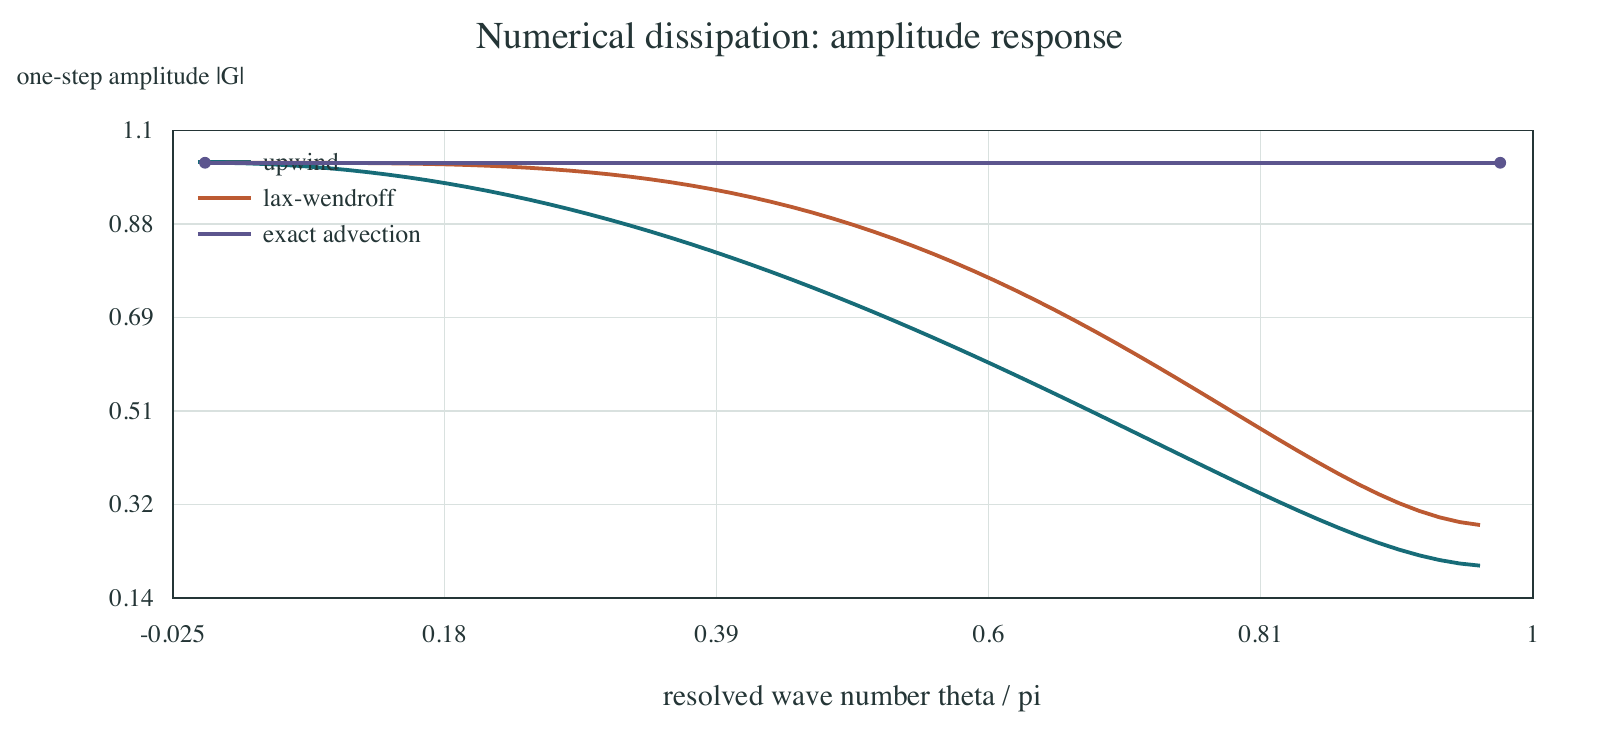 Numerical dissipation: amplitude response
one-step amplitude |G|
1.1
0.88
0.69
0.51
0.32
0.14
upwind
lax-wendroff
exact advection
-0.025 0.18 0.39 0.6 0.81 1
resolved wave number theta / pi